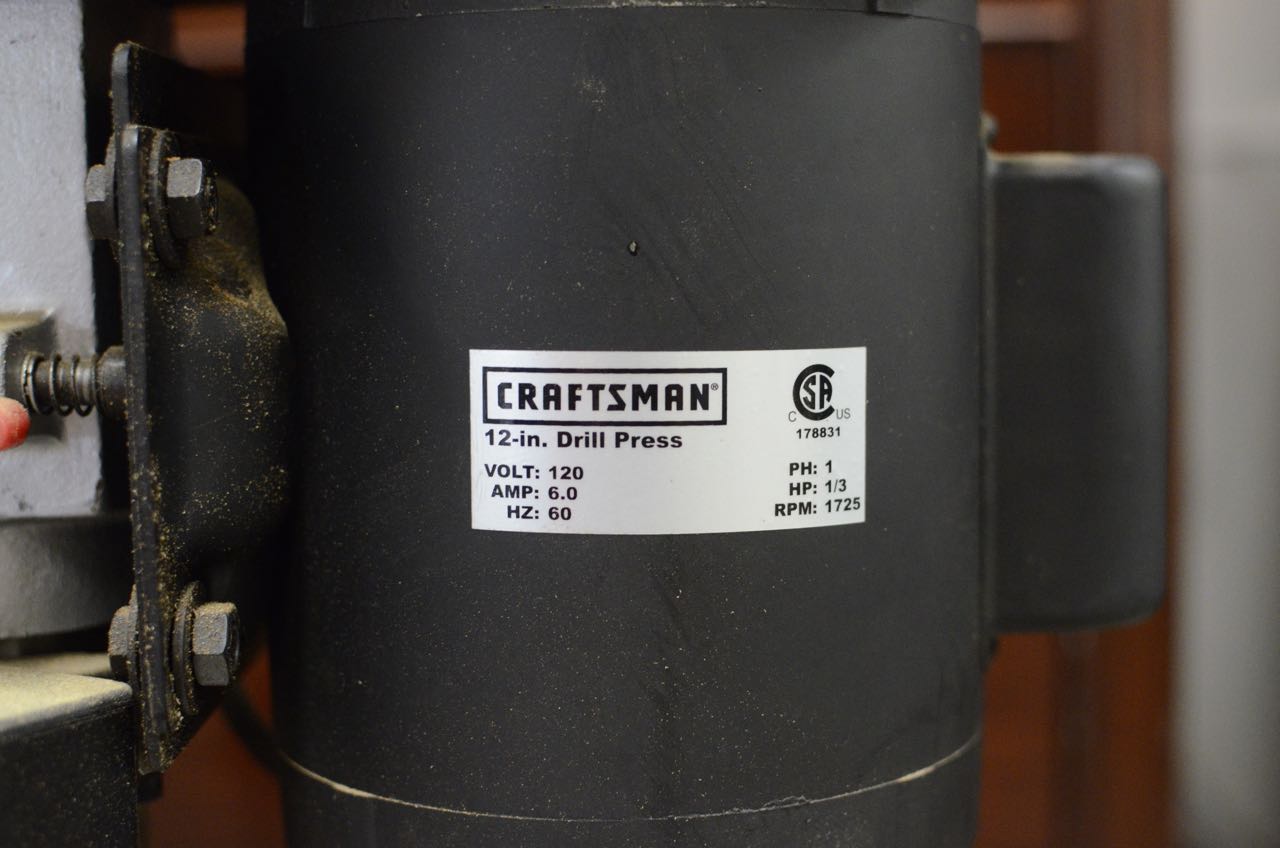 CRAFTSMAN®
12-in. Drill Press
VOLT: 120
AMP: 6.0
HZ: 60
CSA
C US
178831
PH: 1
HP: 1/3
RPM: 1725